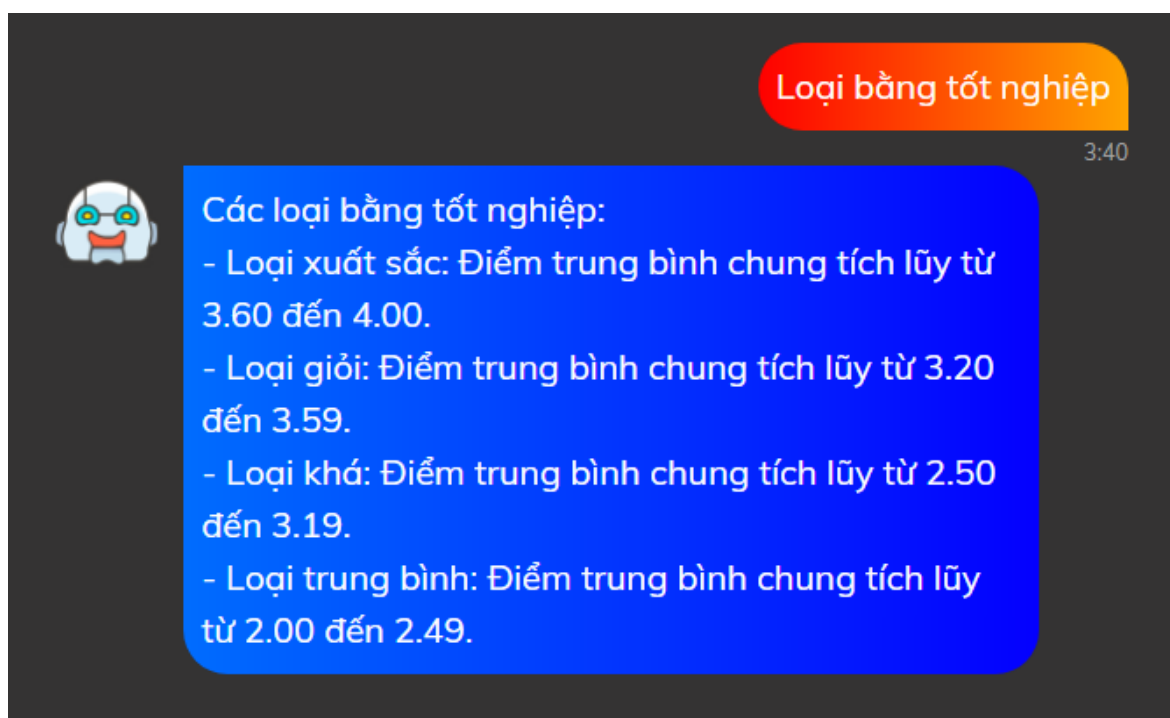 Loại bằng tốt nghiệp
3:40
Các loại bằng tốt nghiệp:
- Loại xuất sắc: Điểm trung bình chung tích lũy từ
3.60 đến 4.00.
- Loại giỏi: Điểm trung bình chung tích lũy từ 3.20
đến 3.59.
- Loại khá: Điểm trung bình chung tích lũy từ 2.50
đến 3.19.
- Loại trung bình: Điểm trung bình chung tích lũy
từ 2.00 đến 2.49.